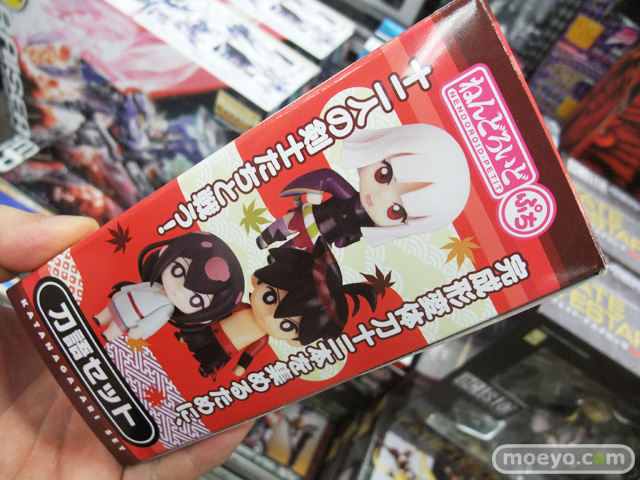 ねんどろいど
NENDOROID PETIT
ぷち
完成形変体刀十二本を集めるために、
十二人の剣士たちと戦う!
刀語セット
KATANAGATARI SET
moeyo.com